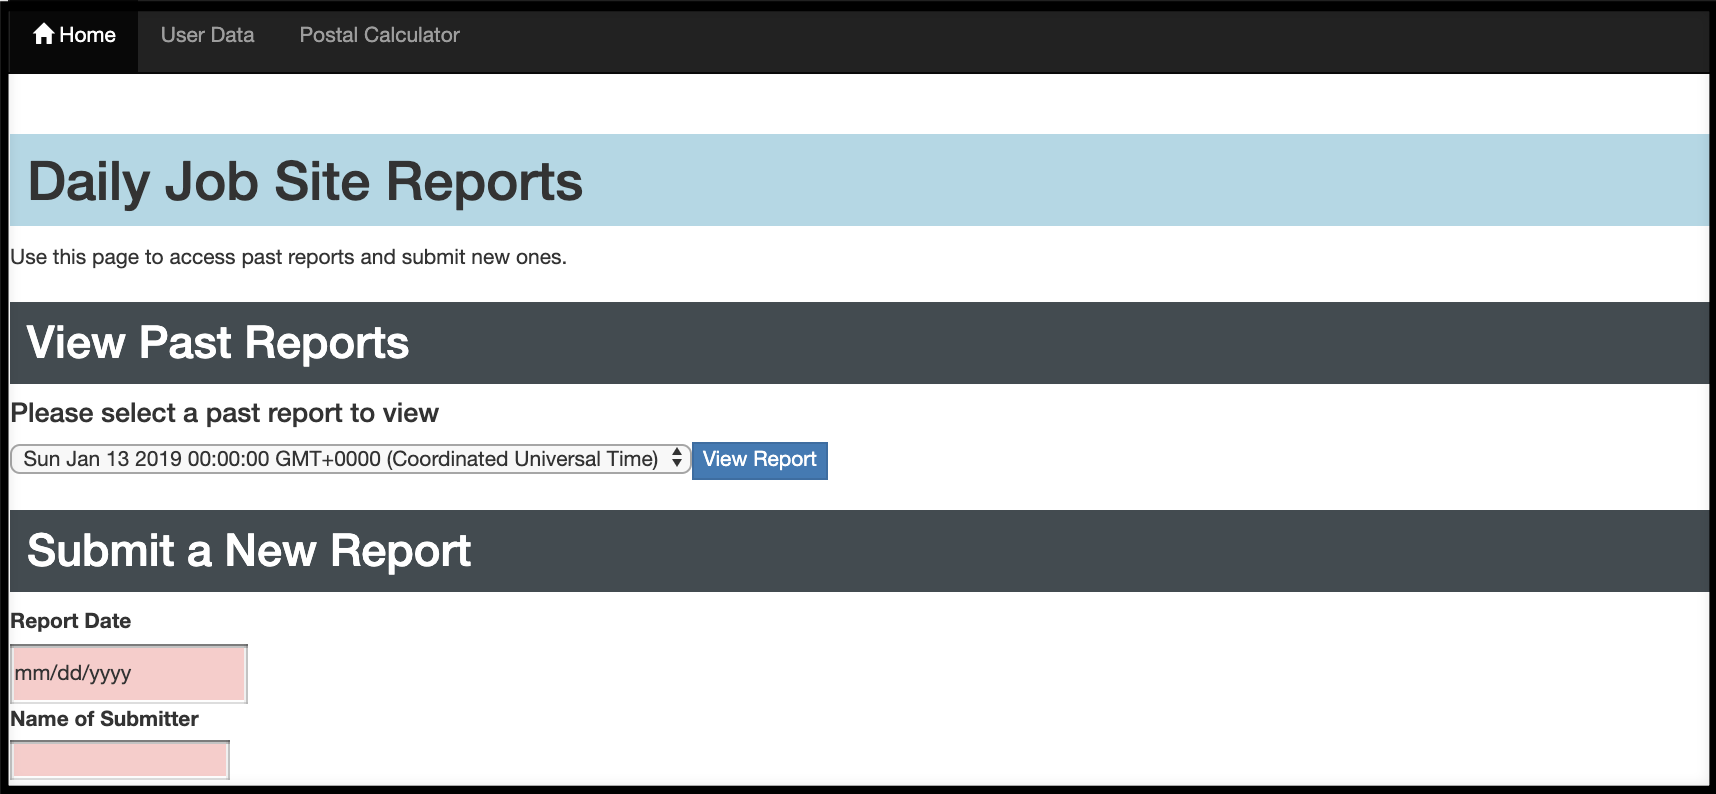 Home User Data Postal Calculator
Daily Job Site Reports
Use this page to access past reports and submit new ones.
View Past Reports
Please select a past report to view
Sun Jan 13 2019 00:00:00 GMT+0000 (Coordinated Universal Time) View Report
Submit a New Report
Report Date
mm/dd/yyyy
Name of Submitter